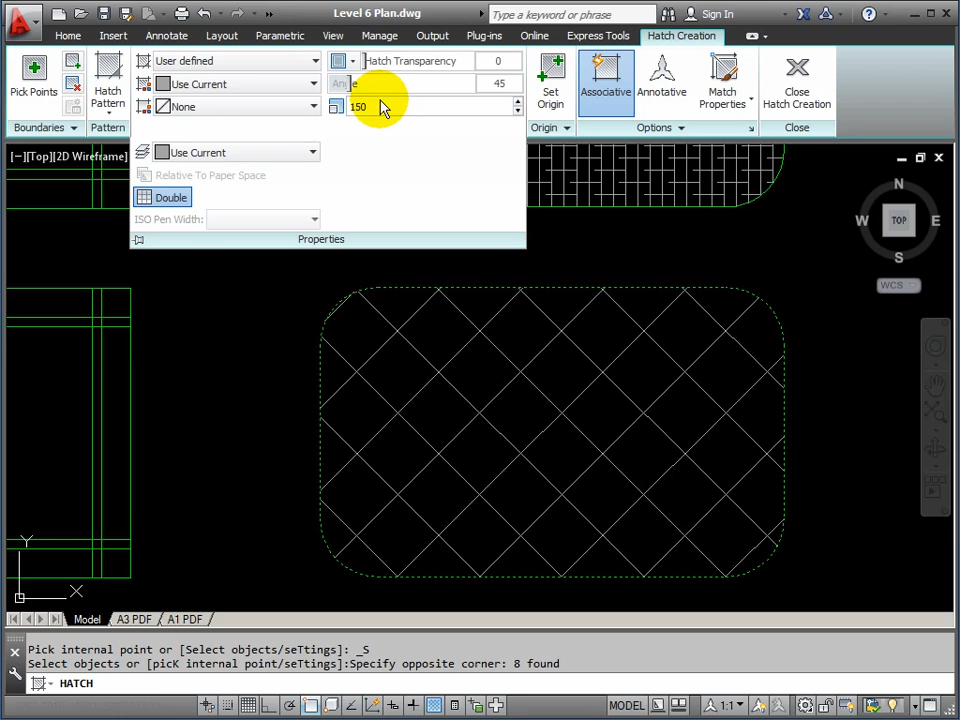 Level 6 Plan.dwg
Type a keyword or phrase
Sign In
Home Insert Annotate Layout Parametric View Manage Output Plug-ins Online Express Tools Hatch Creation
Pick Points
Boundaries
Hatch
Pattern
Pattern
User defined
Use Current
None
Hatch Transparency 0
Ang e 45
150
Use Current
Relative To Paper Space
Double
ISO Pen Width:
Properties
Set
Origin
Origin
Associative
Annotative
Match
Properties
Options
Close
Hatch Creation
Close
[−][Top][2D Wireframe]
N
W TOP E
S
WCS
Y
X
Model A3 PDF A1 PDF
Pick internal point or [Select objects/seTtings]: _S
Select objects or [picK internal point/seTtings]:Specify opposite corner: 8 found
HATCH
MODEL 1:1